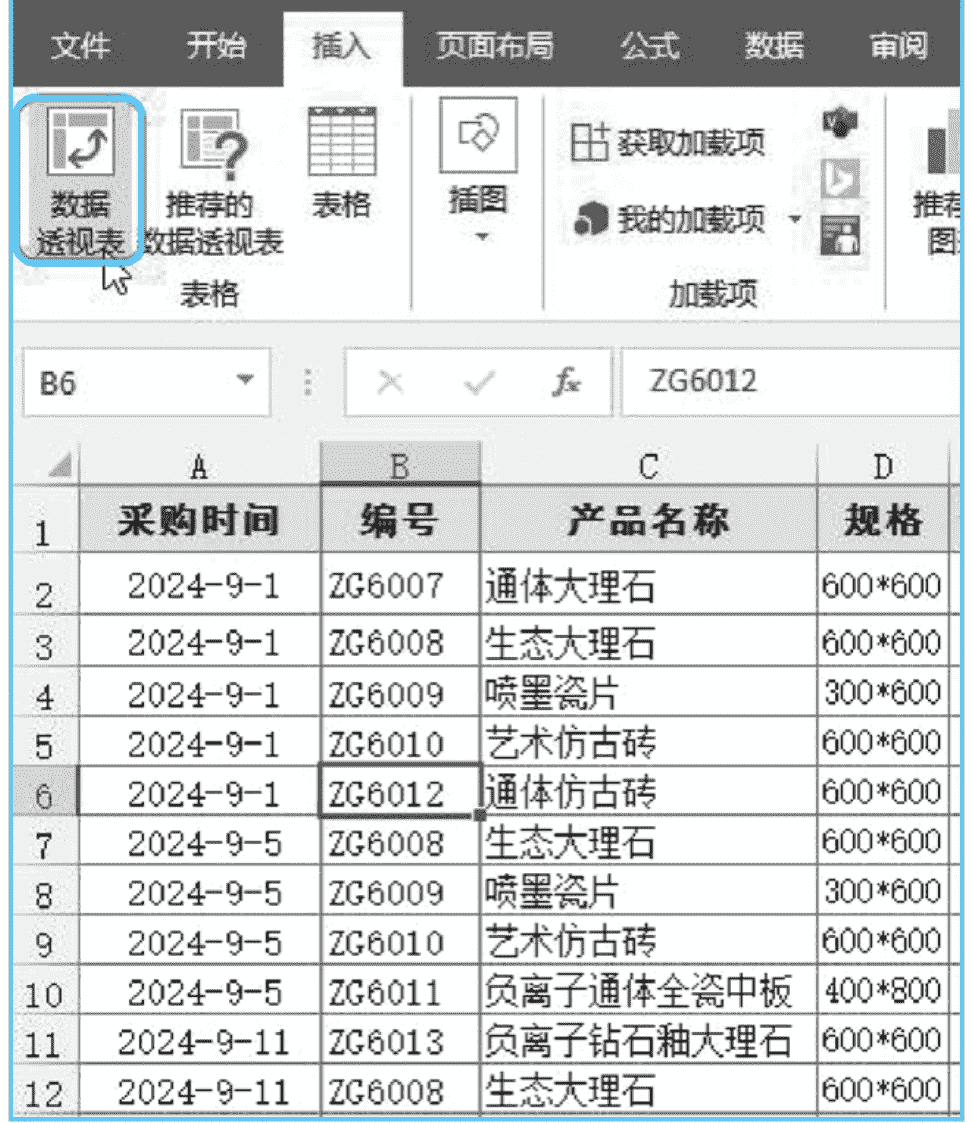 文件 开始 插入 页面布局 公式 数据 审阅
数据
透视表
推荐的
数据透视表
表格
插图
获取加载项
我的加载项
推荐
表格
加载项
B6 fx ZG6012
A B C D
1 采购时间 编号 产品名称 规格
2 2024-9-1 ZG6007 通体大理石 600*600
3 2024-9-1 ZG6008 生态大理石 600*600
4 2024-9-1 ZG6009 喷墨瓷片 300*600
5 2024-9-1 ZG6010 艺术仿古砖 600*600
6 2024-9-1 ZG6012 通体仿古砖 600*600
7 2024-9-5 ZG6008 生态大理石 600*600
8 2024-9-5 ZG6009 喷墨瓷片 300*600
9 2024-9-5 ZG6010 艺术仿古砖 600*600
10 2024-9-5 ZG6011 负离子通体全瓷中板 400*800
11 2024-9-11 ZG6013 负离子钻石釉大理石 600*600
12 2024-9-11 ZG6008 生态大理石 600*600